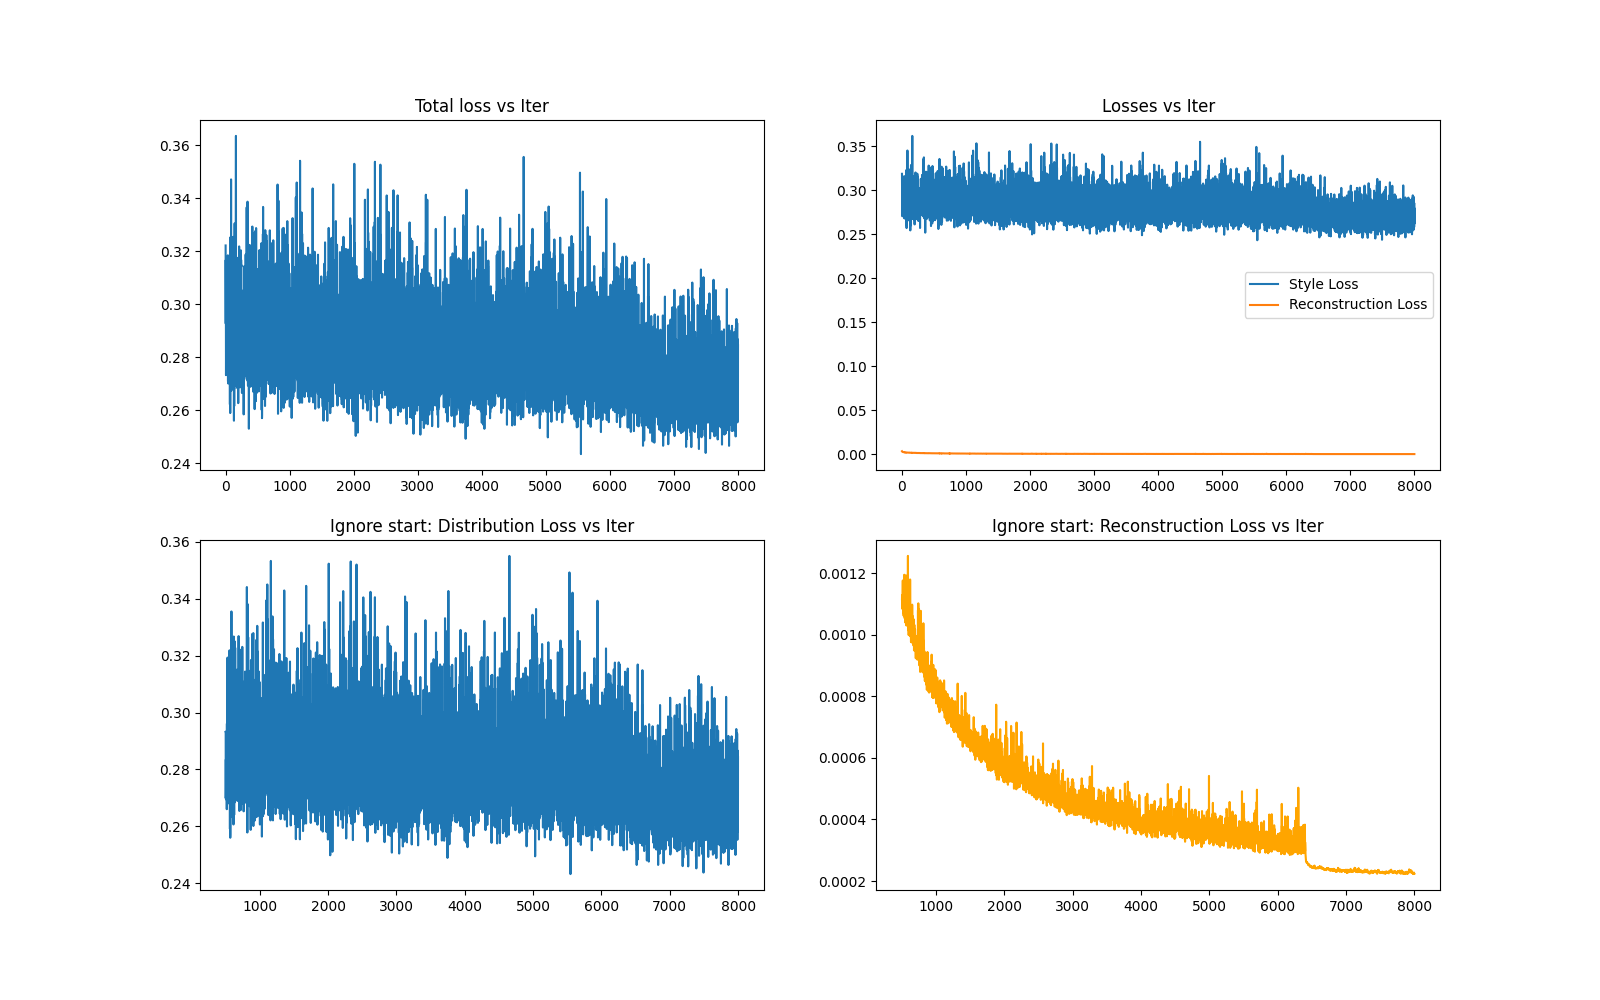 Total loss vs Iter
0.36
0.34
0.32
0.30
0.28
0.26
0.24
0 1000 2000 3000 4000 5000 6000 7000 8000
Losses vs Iter
0.35
0.30
0.25
0.20
0.15
0.10
0.05
0.00
Style Loss
Reconstruction Loss
0 1000 2000 3000 4000 5000 6000 7000 8000
Ignore start: Distribution Loss vs Iter
0.36
0.34
0.32
0.30
0.28
0.26
0.24
1000 2000 3000 4000 5000 6000 7000 8000
Ignore start: Reconstruction Loss vs Iter
0.0012
0.0010
0.0008
0.0006
0.0004
0.0002
1000 2000 3000 4000 5000 6000 7000 8000